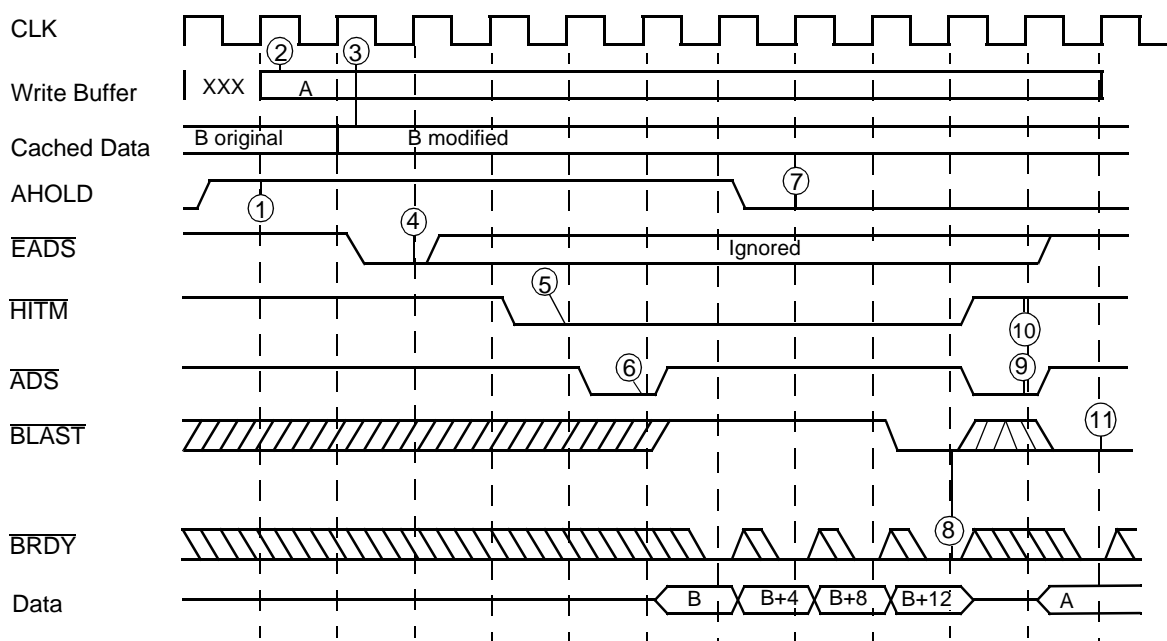 CLK
② ③
Write Buffer XXX A
Cached Data B original B modified
AHOLD ① ⑦
EADS ④ Ignored
HITM ⑤ ⑩
ADS ⑥ ⑨
BLAST ⑪
BRDY ⑧
Data B B+4 B+8 B+12 A